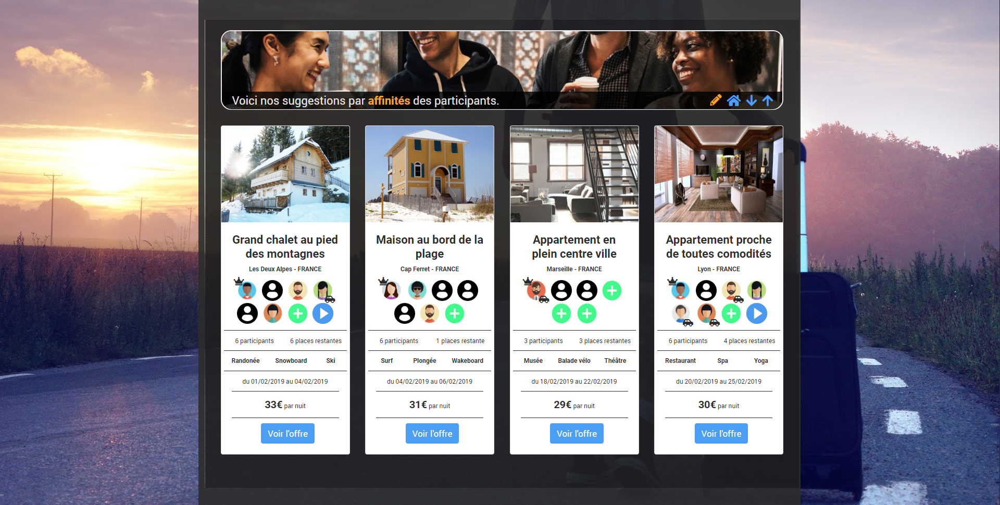 Voici nos suggestions par affinités des participants.
Grand chalet au pied
des montagnes
Les Deux Alpes - FRANCE
6 participants 6 places restantes
Randonée Snowboard Ski
du 01/02/2019 au 04/02/2019
33€ par nuit
Voir l'offre
Maison au bord de la
plage
Cap Ferret - FRANCE
6 participants 1 places restante
Surf Plongée Wakeboard
du 04/02/2019 au 06/02/2019
31€ par nuit
Voir l'offre
Appartement en
plein centre ville
Marseille - FRANCE
3 participants 3 places restantes
Musée Balade vélo Théâtre
du 18/02/2019 au 22/02/2019
29€ par nuit
Voir l'offre
Appartement proche
de toutes comodités
Lyon - FRANCE
6 participants 4 places restantes
Restaurant Spa Yoga
du 20/02/2019 au 25/02/2019
30€ par nuit
Voir l'offre